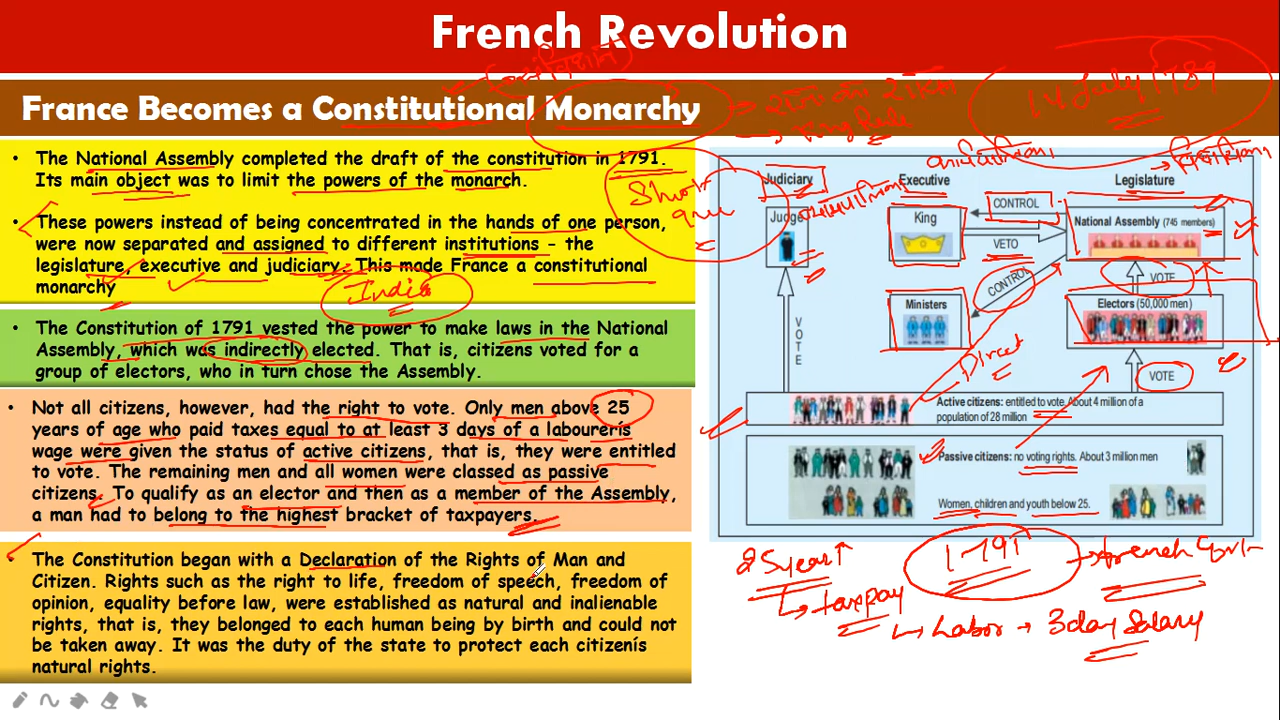 French Revolution
France Becomes a Constitutional Monarchy
14 July 1789
King Rule
• The National Assembly completed the draft of the constitution in 1791.
Its main object was to limit the powers of the monarch.
• These powers instead of being concentrated in the hands of one person,
were now separated and assigned to different institutions – the
legislature, executive and judiciary. This made France a constitutional
monarchy
India
Short
que
The Constitution of 1791 vested the power to make laws in the National
Assembly, which was indirectly elected. That is, citizens voted for a
group of electors, who in turn chose the Assembly.
• Not all citizens, however, had the right to vote. Only men above 25
years of age who paid taxes equal to at least 3 days of a labourerís
wage were given the status of active citizens, that is, they were entitled
to vote. The remaining men and all women were classed as passive
citizens. To qualify as an elector and then as a member of the Assembly,
a man had to belong to the highest bracket of taxpayers.
• The Constitution began with a Declaration of the Rights of Man and
Citizen. Rights such as the right to life, freedom of speech, freedom of
opinion, equality before law, were established as natural and inalienable
rights, that is, they belonged to each human being by birth and could not
be taken away. It was the duty of the state to protect each citizenís
natural rights.
Judiciary
कार्यपालिका
Executive
Legislature
न्यायपालिका
Judge
King
CONTROL
VETO
National Assembly (745 members)
CONTROL
VOTE
Ministers
Electors (50,000 men)
VOTE
Direct
VOTE
Active citizens: entitled to vote. About 4 million of a
population of 28 million
Passive citizens: no voting rights. About 3 million men
Women, children and youth below 25.
25 year ↑
1791
taxpay
Labor → 3 day Salary